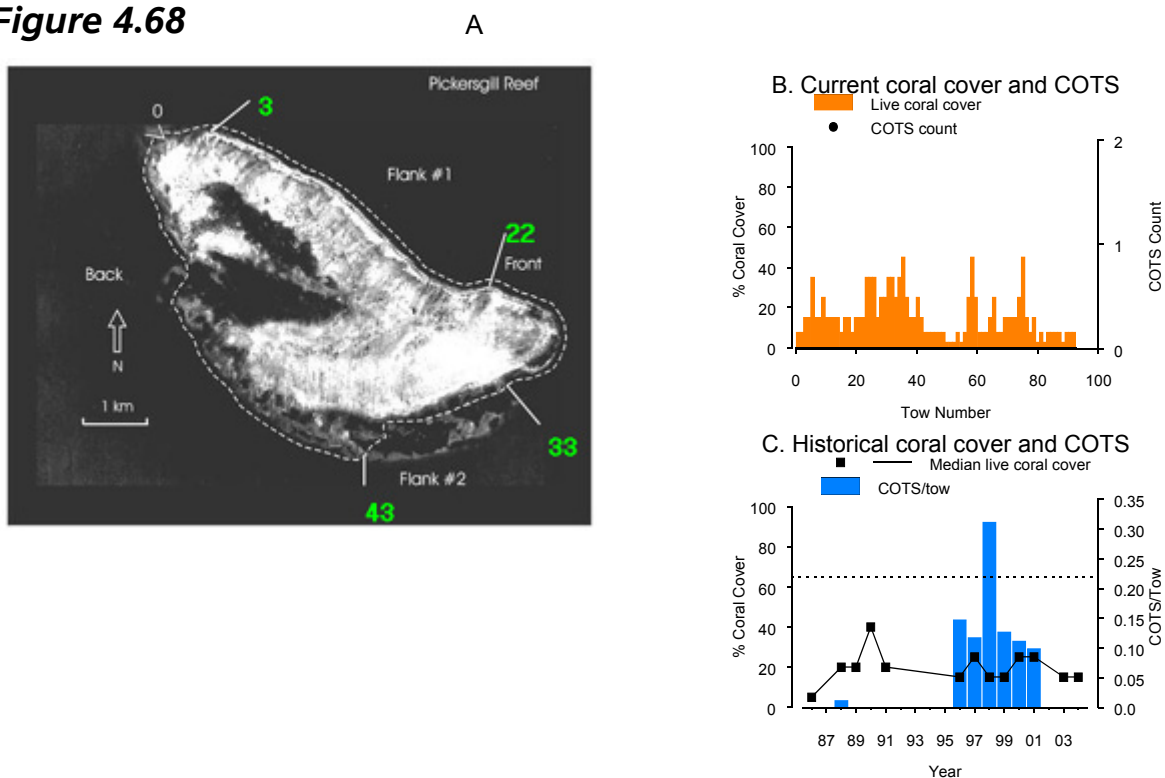 Figure 4.68
A
Pickersgill Reef
0
3
Flank #1
22
Front
Back
N
1 km
33
Flank #2
43
B. Current coral cover and COTS
Live coral cover
COTS count
100
80
60
40
20
0
% Coral Cover
2
1
0
COTS Count
0 20 40 60 80 100
Tow Number
C. Historical coral cover and COTS
Median live coral cover
COTS/tow
100
80
60
40
20
0
% Coral Cover
0.35
0.30
0.25
0.20
0.15
0.10
0.05
0.0
COTS/Tow
87 89 91 93 95 97 99 01 03
Year